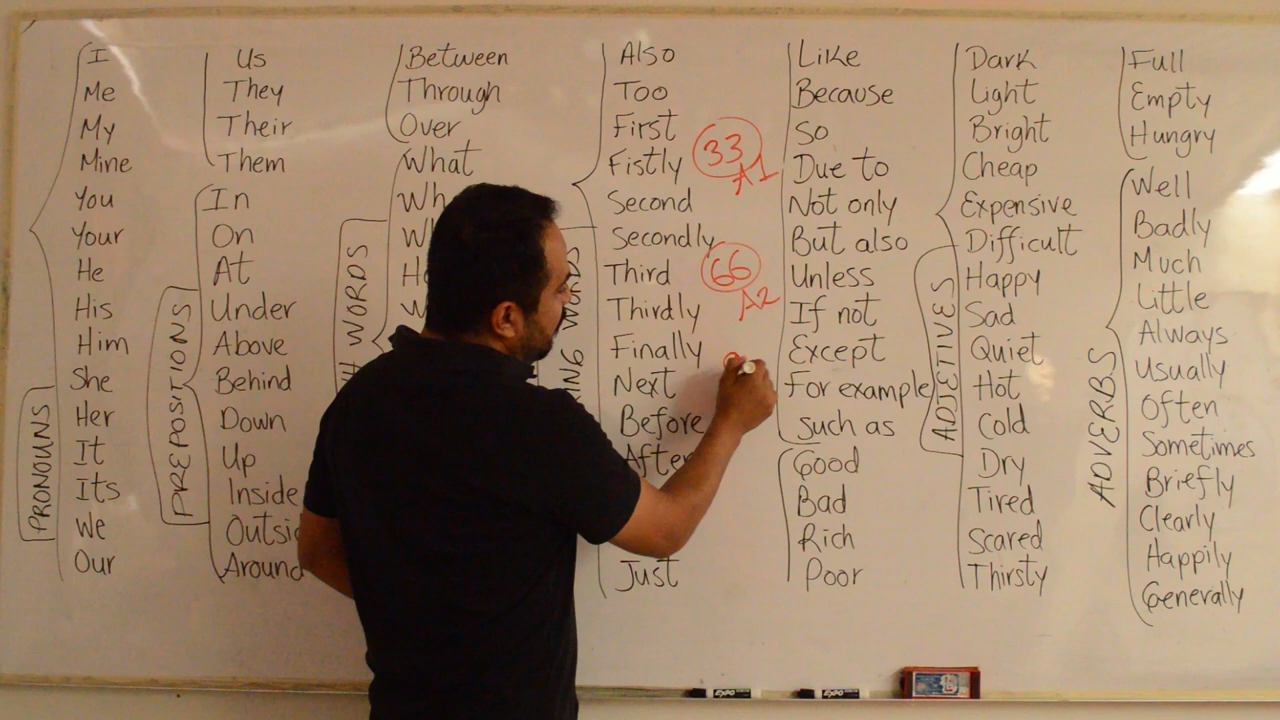 I
Me
My
Mine
You
Your
He
His
Him
She
Her
It
Its
We
Our
PRONOUNS
Us
They
Their
Them
In
On
At
Under
Above
Behind
Down
Up
Inside
Around
PREPOSITIONS
Between
Through
Over
What
WORDS
Also
Too
First
Fistly
Second
Secondly
Third
Thirdly
Finally
Next
Before
After
Just
33
A1
66
A2
Like
Because
So
Due to
Not only
But also
Unless
If not
Except
For example
Such as
Good
Bad
Rich
Poor
Dark
Light
Bright
Cheap
Expensive
Difficult
Happy
Sad
Quiet
Hot
Cold
Dry
Tired
Scared
Thirsty
ADJETIVES
Full
Empty
Hungry
Well
Badly
Much
Little
Always
Usually
Often
Sometimes
Briefly
Clearly
Happily
Generally
ADVERBS
EXPO
EXPO